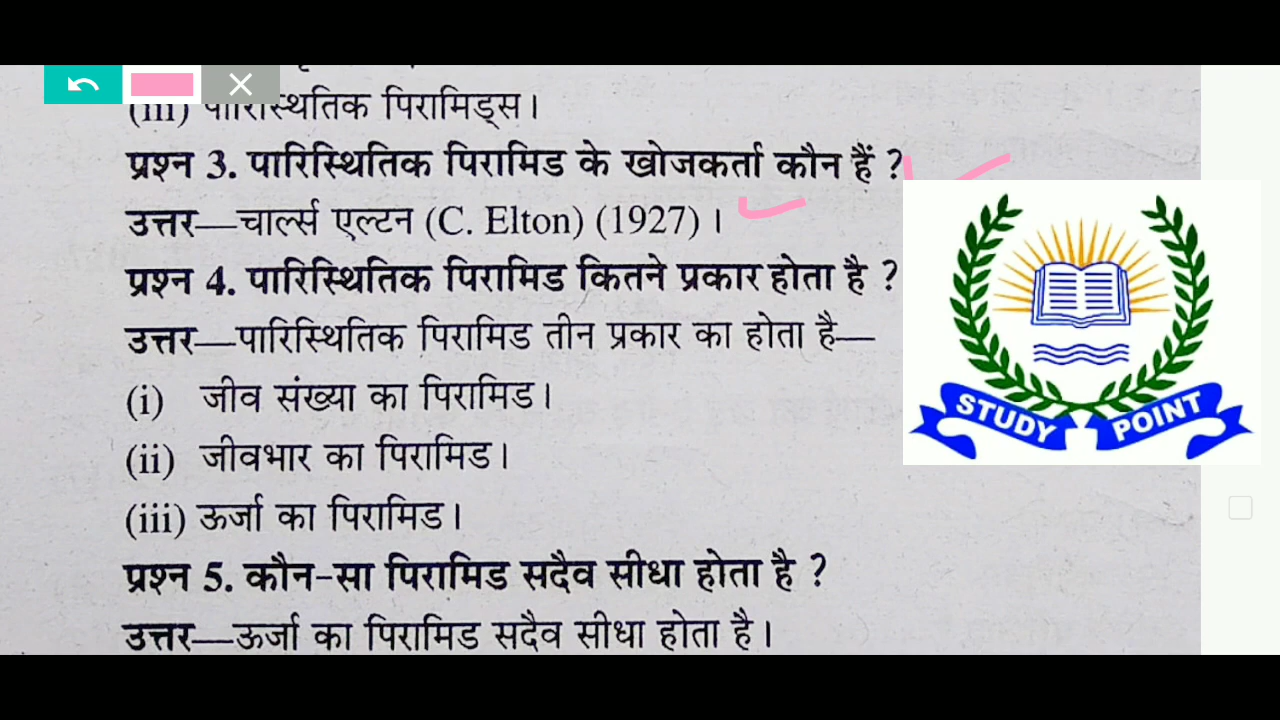 (iii) पारिस्थितिक पिरामिड्स।
प्रश्न 3. पारिस्थितिक पिरामिड के खोजकर्ता कौन हैं ?
उत्तर—चार्ल्स एल्टन (C. Elton) (1927) ।
प्रश्न 4. पारिस्थितिक पिरामिड कितने प्रकार होता है ?
उत्तर—पारिस्थितिक पिरामिड तीन प्रकार का होता है—
(i) जीव संख्या का पिरामिड।
(ii) जीवभार का पिरामिड।
(iii) ऊर्जा का पिरामिड।
प्रश्न 5. कौन-सा पिरामिड सदैव सीधा होता है ?
उत्तर—ऊर्जा का पिरामिड सदैव सीधा होता है।
STUDY POINT